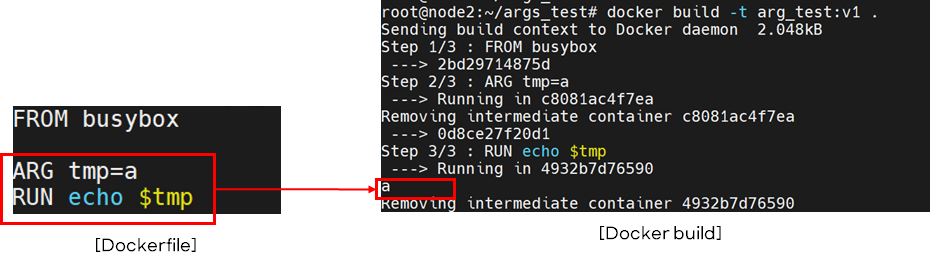 FROM busybox
ARG tmp=a
RUN echo $tmp
[Dockerfile]
root@node2:~/args_test# docker build -t arg_test:v1 .
Sending build context to Docker daemon  2.048kB
Step 1/3 : FROM busybox
 ---> 2bd29714875d
Step 2/3 : ARG tmp=a
 ---> Running in c8081ac4f7ea
Removing intermediate container c8081ac4f7ea
 ---> 0d8ce27f20d1
Step 3/3 : RUN echo $tmp
 ---> Running in 4932b7d76590
a
Removing intermediate container 4932b7d76590
[Docker build]